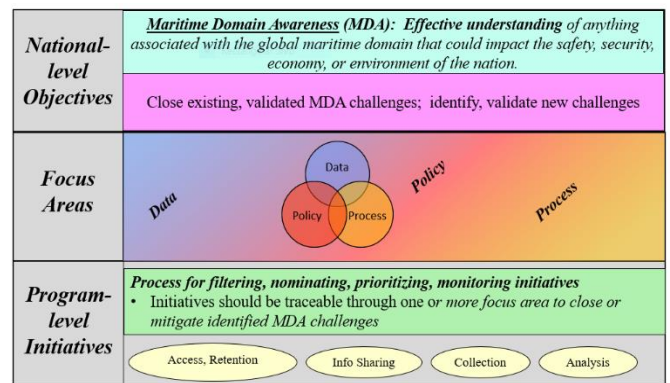 National-level Objectives
Maritime Domain Awareness (MDA): Effective understanding of anything
associated with the global maritime domain that could impact the safety, security,
economy, or environment of the nation.
Close existing, validated MDA challenges; identify, validate new challenges
Focus Areas
Data
Data
Policy
Process
Policy
Process
Program-level Initiatives
Process for filtering, nominating, prioritizing, monitoring initiatives
• Initiatives should be traceable through one or more focus area to close or
mitigate identified MDA challenges
Access, Retention
Info Sharing
Collection
Analysis